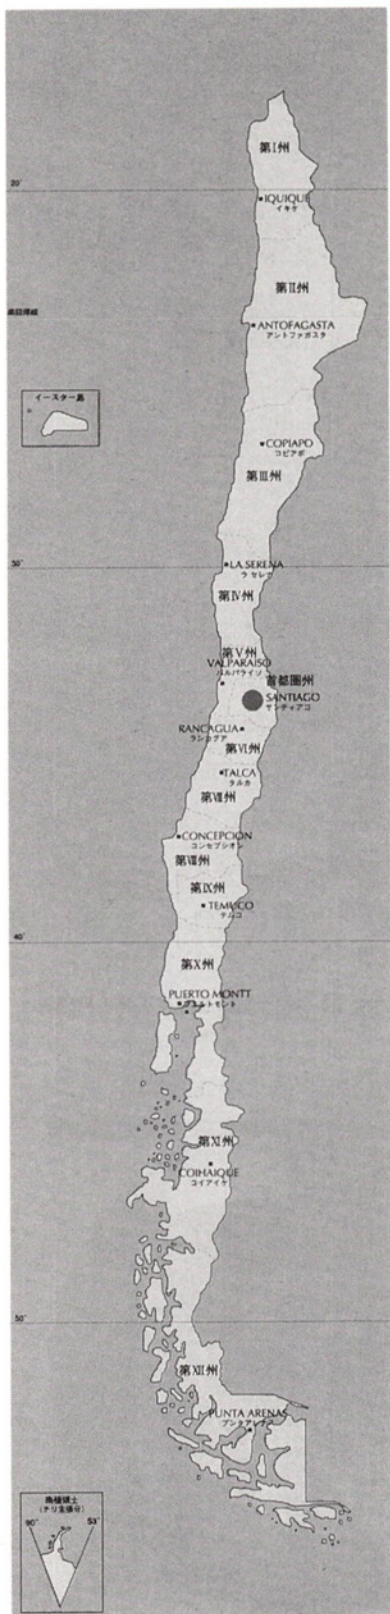 第I州
20°
IQUIQUE
イキケ
第II州
南回帰線
ANTOFAGASTA
アントファガスタ
イースター島
COPIAPO
コピアポ
第III州
30°
LA SERENA
ラ セレナ
第IV州
第V州
VALPARAISO
バルパライソ
首都圏州
SANTIAGO
サンティアゴ
RANCAGUA
ランカグア
第VI州
TALCA
タルカ
第VII州
CONCEPCION
コンセプシオン
第VIII州
第IX州
TEMUCO
テムコ
40°
第X州
PUERTO MONTT
プエルトモント
第XI州
COIHAIQUE
コイアイケ
50°
第XII州
PUNTA ARENAS
プンタアレナス
南極領土
(チリ主張分)
90°
53°